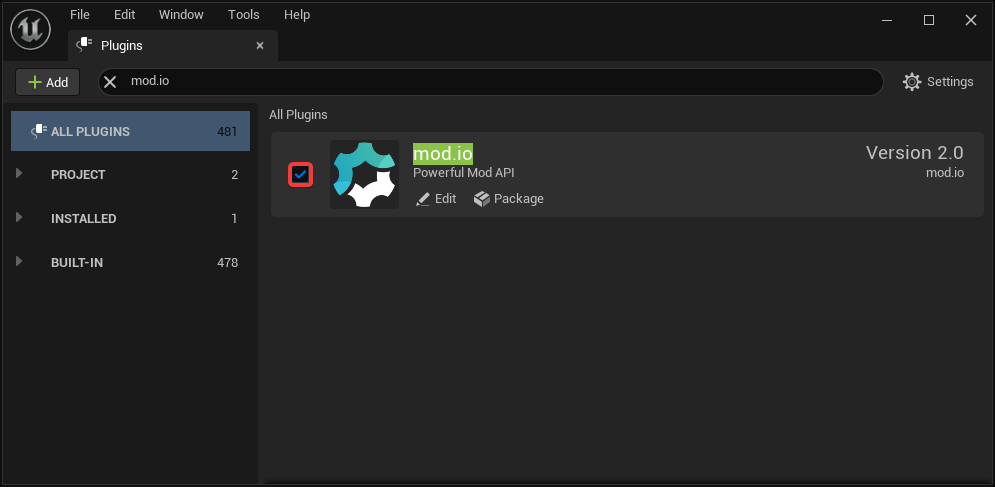 File Edit Window Tools Help
Plugins
Add
mod.io
Settings
ALL PLUGINS 481
PROJECT 2
INSTALLED 1
BUILT-IN 478
All Plugins
mod.io
Version 2.0
Powerful Mod API
mod.io
Edit Package